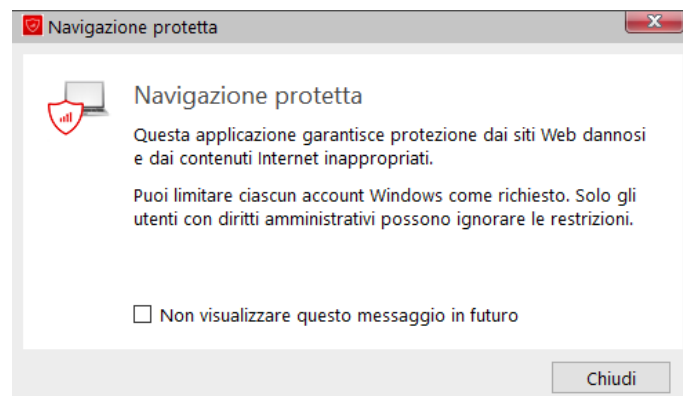 Navigazione protetta
Navigazione protetta
Questa applicazione garantisce protezione dai siti Web dannosi
e dai contenuti Internet inappropriati.
Puoi limitare ciascun account Windows come richiesto. Solo gli
utenti con diritti amministrativi possono ignorare le restrizioni.
Non visualizzare questo messaggio in futuro
Chiudi